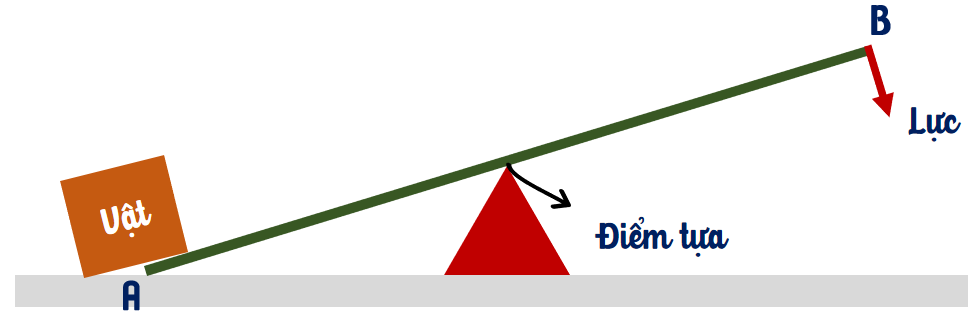 B
Lực
Vật
Điểm tựa
A